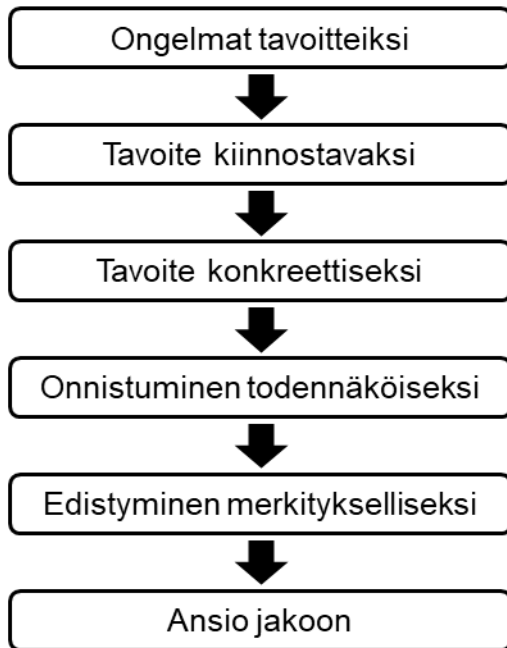 Ongelmat tavoitteiksi
Tavoite kiinnostavaksi
Tavoite konkreettiseksi
Onnistuminen todennäköiseksi
Edistyminen merkitykselliseksi
Ansio jakoon